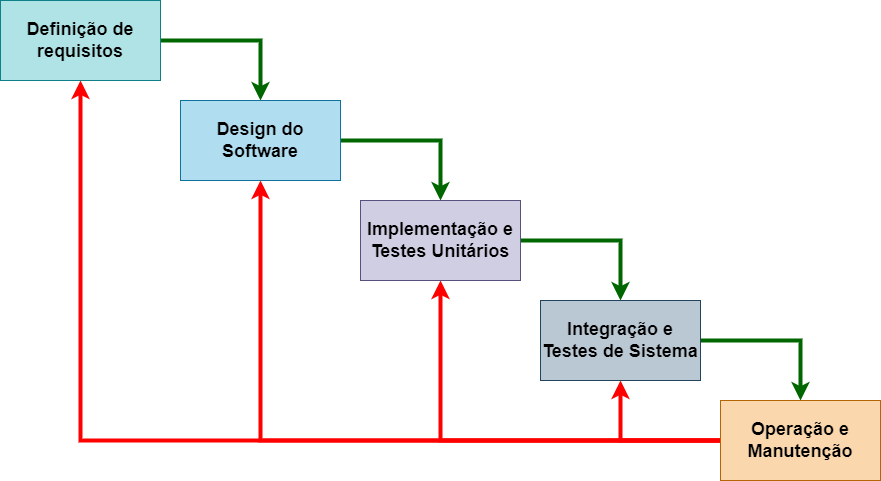 Definição de
requisitos
Design do
Software
Implementação e
Testes Unitários
Integração e
Testes de Sistema
Operação e
Manutenção